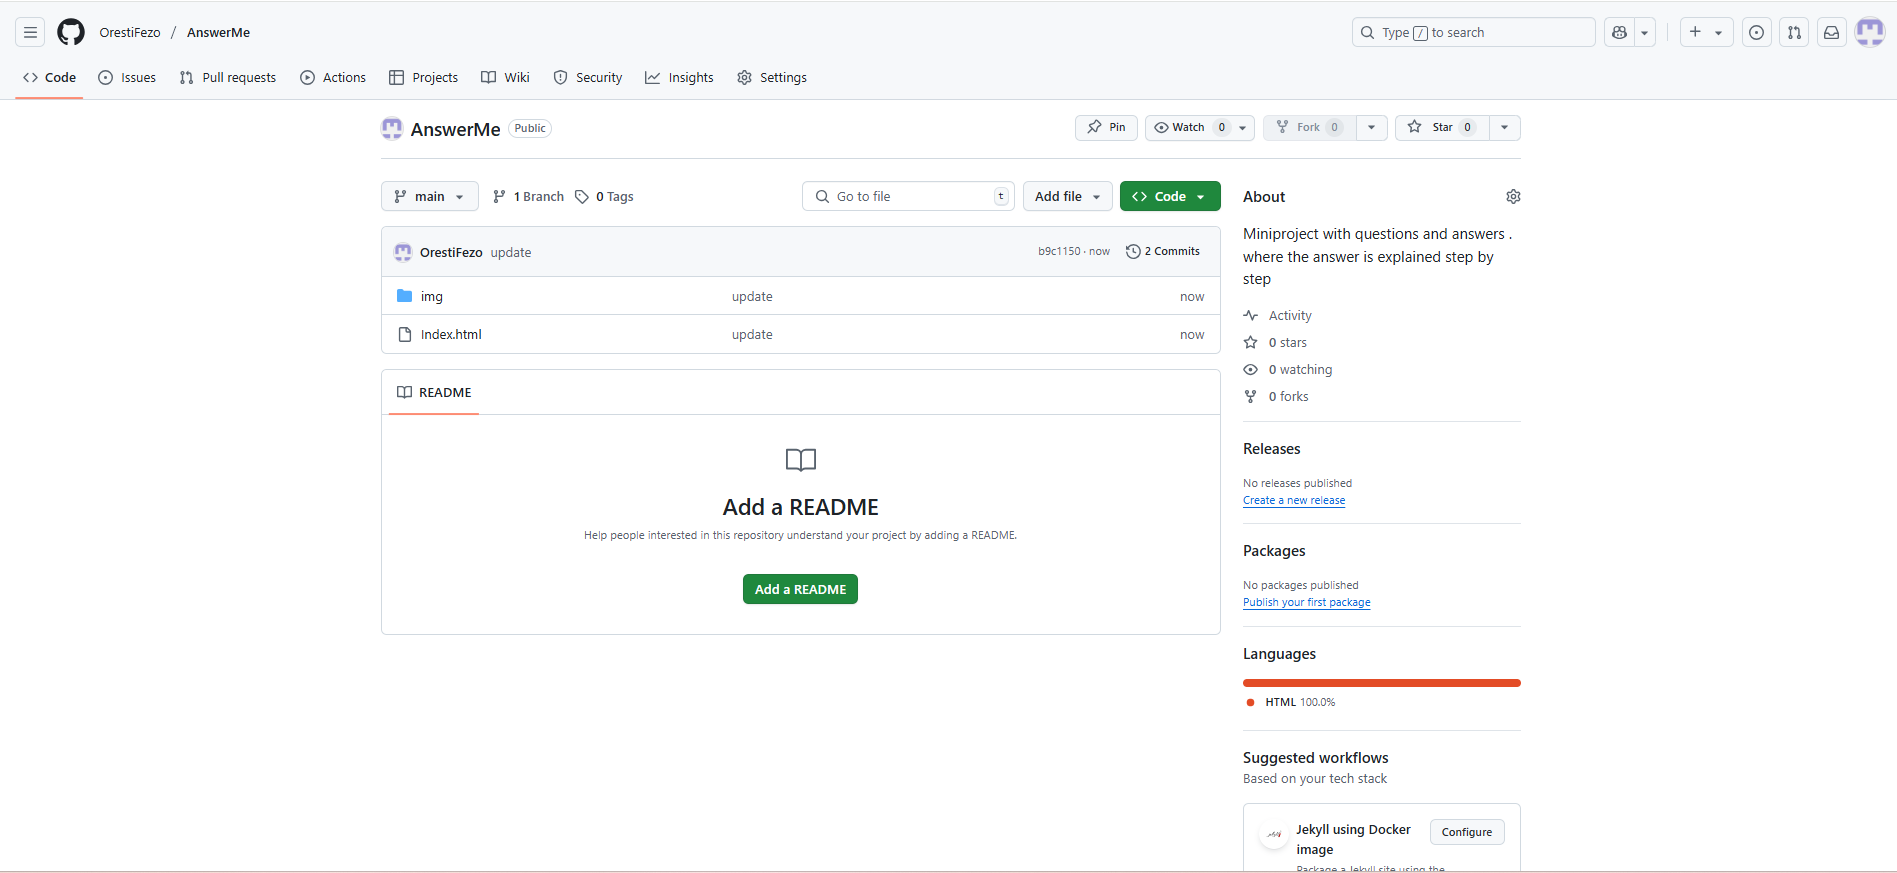 OrestiFezo / AnswerMe
Type / to search
Code Issues Pull requests Actions Projects Wiki Security Insights Settings
AnswerMe Public
Pin Watch 0 Fork 0 Star 0
main 1 Branch 0 Tags
Go to file t
Add file
Code
OrestiFezo update b9c1150 · now 2 Commits
img update now
Index.html update now
README
Add a README
Help people interested in this repository understand your project by adding a README.
Add a README
About
Miniproject with questions and answers .
where the answer is explained step by
step
Activity
0 stars
0 watching
0 forks
Releases
No releases published
Create a new release
Packages
No packages published
Publish your first package
Languages
HTML 100.0%
Suggested workflows
Based on your tech stack
Jekyll using Docker
image
Configure
Package a Jekyll site using the